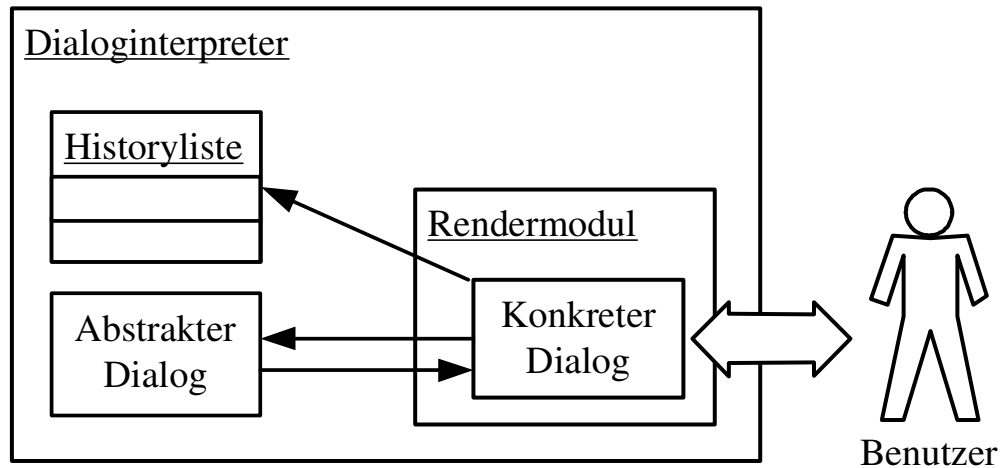 Dialoginterpreter
Historyliste
Rendermodul
Abstrakter
Dialog
Konkreter
Dialog
Benutzer